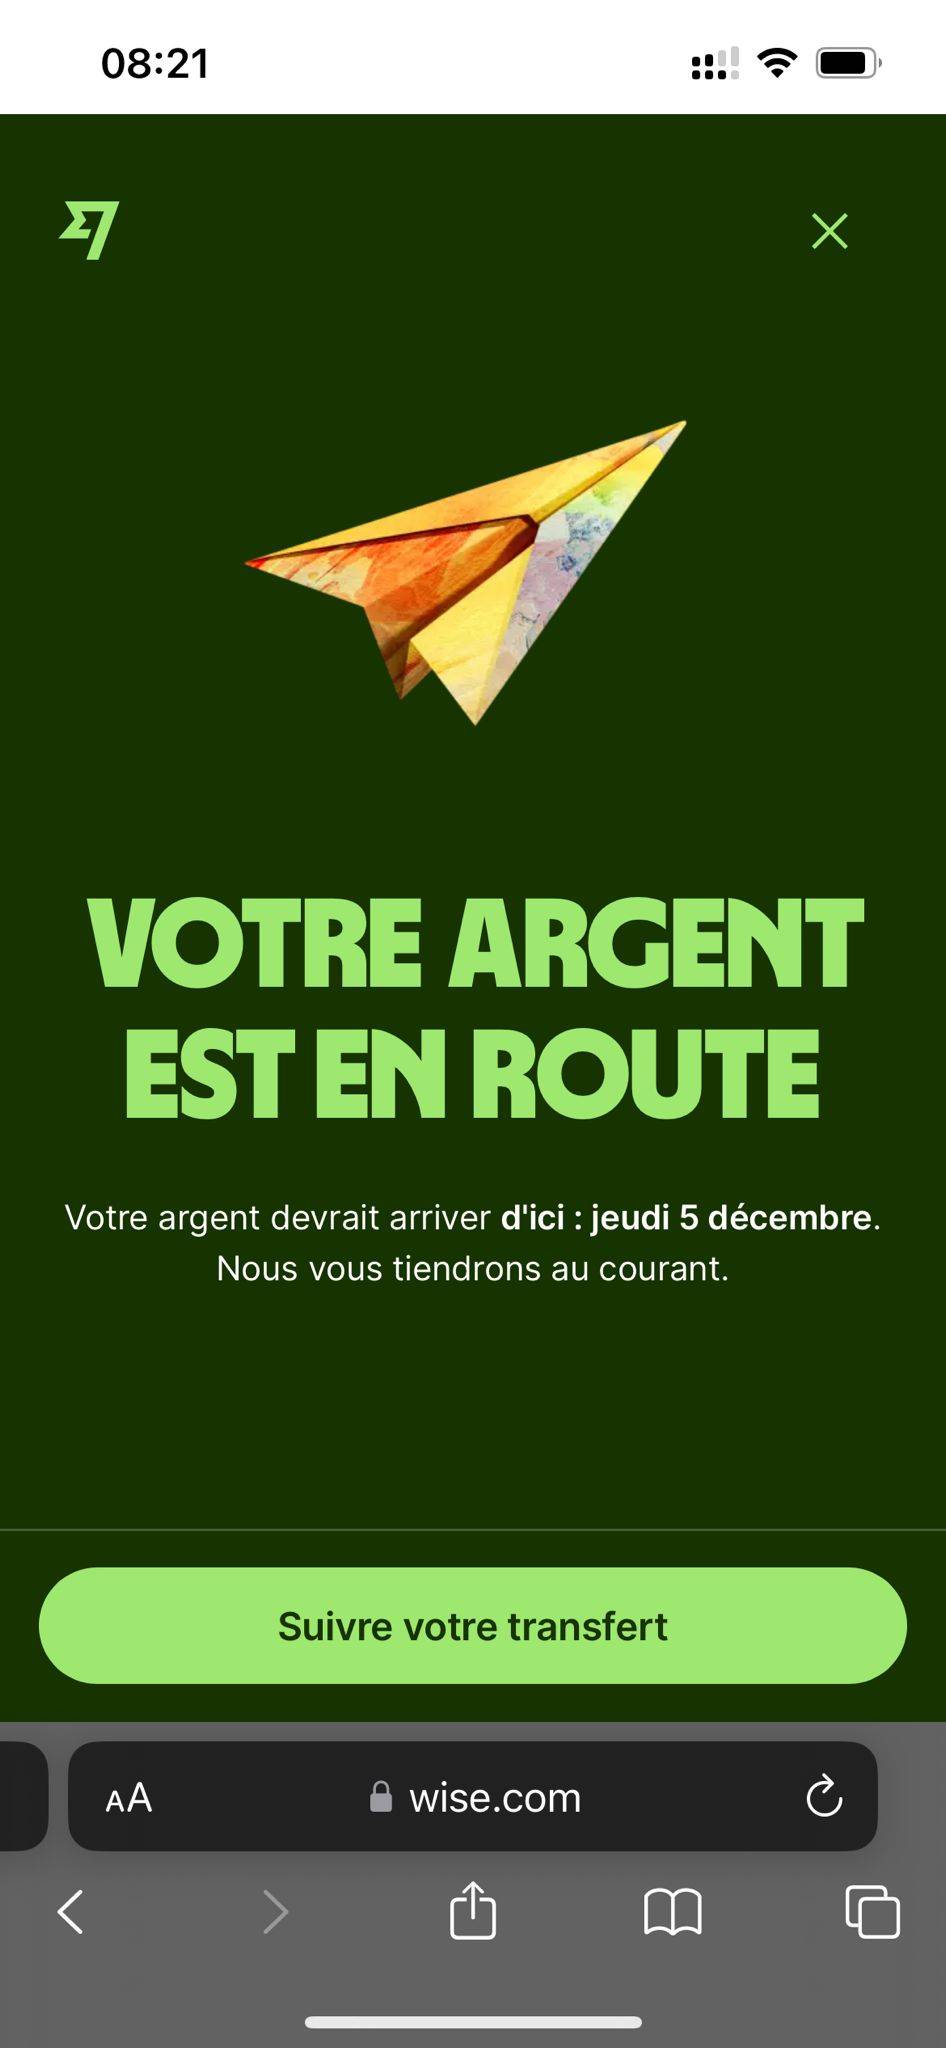 08:21
VOTRE ARGENT
EST EN ROUTE
Votre argent devrait arriver d'ici : jeudi 5 décembre.
Nous vous tiendrons au courant.
Suivre votre transfert
AA wise.com